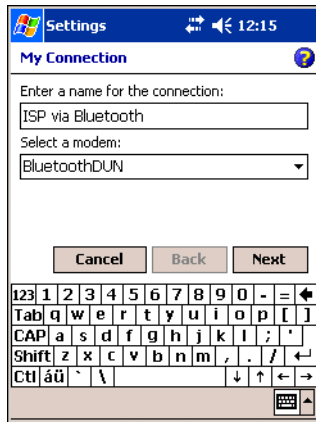 Settings 12:15
My Connection ?
Enter a name for the connection:
ISP via Bluetooth
Select a modem:
BluetoothDUN
Cancel Back Next
123 1 2 3 4 5 6 7 8 9 0 - =
Tab q w e r t y u i o p [ ]
CAP a s d f g h j k l ; '
Shift z x c v b n m , . /
Ctl áü ` \